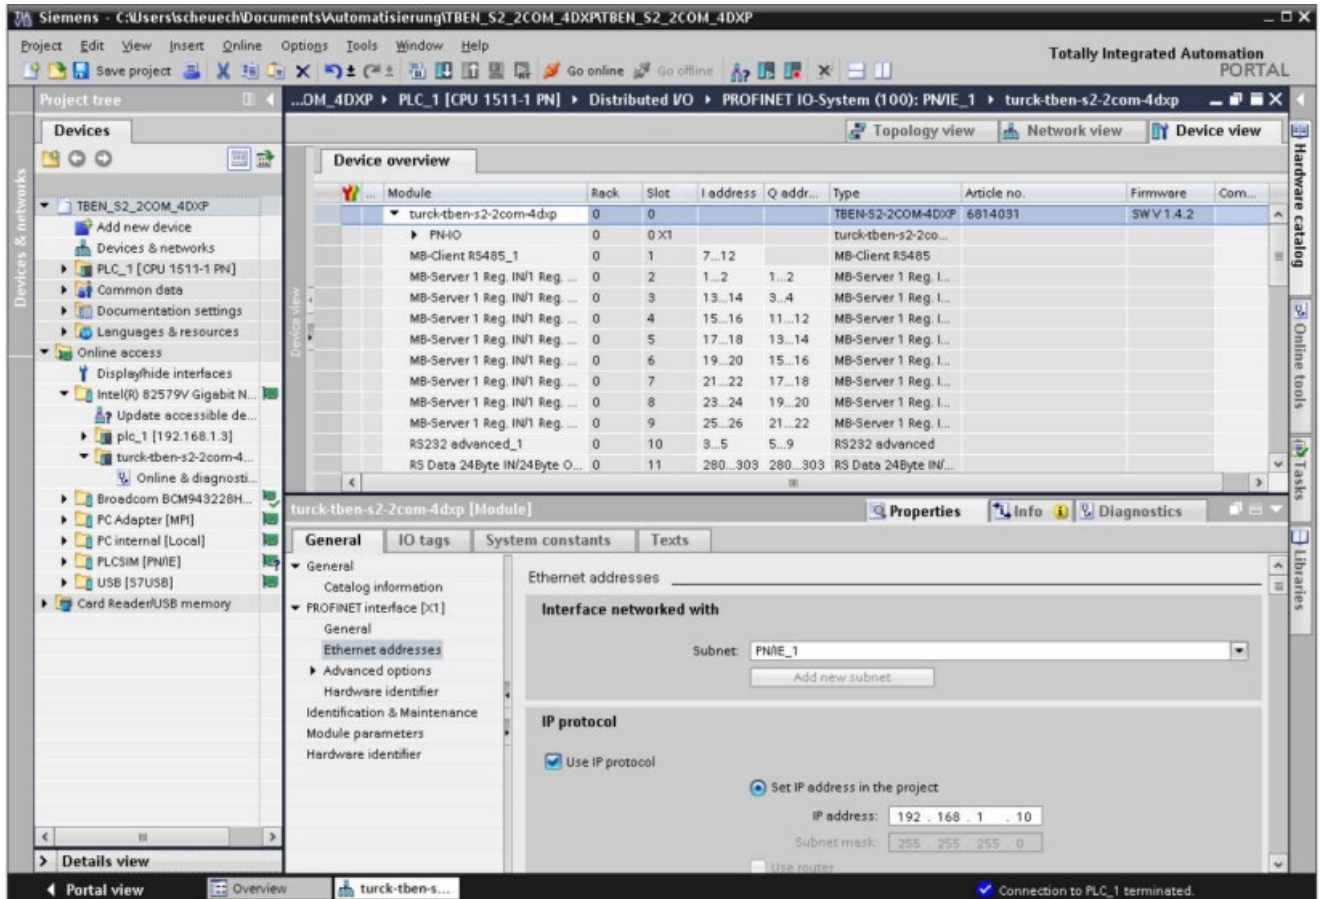 Siemens - C:\Users\scheuech\Documents\Automatisierung\TBEN_S2_2COM_4DXP\TBEN_S2_2COM_4DXP
Project Edit View Insert Online Options Tools Window Help
Totally Integrated Automation
PORTAL
Save project Go online Go offline
Project tree
...OM_4DXP PLC_1 [CPU 1511-1 PN] Distributed I/O PROFINET IO-System (100): PN/IE_1 turck-tben-s2-2com-4dxp
Devices
Topology view Network view Device view
Device overview
Devices & networks
TBEN_S2_2COM_4DXP
Add new device
Devices & networks
PLC_1 [CPU 1511-1 PN]
Common data
Documentation settings
Languages & resources
Online access
Display/hide interfaces
Intel(R) 82579V Gigabit N...
Update accessible de...
plc_1 [192.168.1.3]
turck-tben-s2-2com-4...
Online & diagnosti...
Broadcom BCM943228H...
PC Adapter [MPI]
PC internal [Local]
PLCSIM [PN/IE]
USB [S7USB]
Card Reader/USB memory
Details view
Device view
... Module Rack Slot I address Q addr... Type Article no. Firmware Com...
turck-tben-s2-2com-4dxp 0 0 TBEN-S2-2COM-4DXP 6814031 SW V 1.4.2
PN-IO 0 0 X1 turck-tben-s2-2co...
MB-Client RS485_1 0 1 7...12 MB-Client RS485
MB-Server 1 Reg. IN/1 Reg. ... 0 2 1...2 1...2 MB-Server 1 Reg. I...
MB-Server 1 Reg. IN/1 Reg. ... 0 3 13...14 3...4 MB-Server 1 Reg. I...
MB-Server 1 Reg. IN/1 Reg. ... 0 4 15...16 11...12 MB-Server 1 Reg. I...
MB-Server 1 Reg. IN/1 Reg. ... 0 5 17...18 13...14 MB-Server 1 Reg. I...
MB-Server 1 Reg. IN/1 Reg. ... 0 6 19...20 15...16 MB-Server 1 Reg. I...
MB-Server 1 Reg. IN/1 Reg. ... 0 7 21...22 17...18 MB-Server 1 Reg. I...
MB-Server 1 Reg. IN/1 Reg. ... 0 8 23...24 19...20 MB-Server 1 Reg. I...
MB-Server 1 Reg. IN/1 Reg. ... 0 9 25...26 21...22 MB-Server 1 Reg. I...
RS232 advanced_1 0 10 3...5 5...9 RS232 advanced
RS Data 24Byte IN/24Byte O... 0 11 280...303 280...303 RS Data 24Byte IN/...
turck-tben-s2-2com-4dxp [Module]
Properties Info Diagnostics
General IO tags System constants Texts
General
Catalog information
PROFINET interface [X1]
General
Ethernet addresses
Advanced options
Hardware identifier
Identification & Maintenance
Module parameters
Hardware identifier
Ethernet addresses
Interface networked with
Subnet: PN/IE_1
Add new subnet
IP protocol
Use IP protocol
Set IP address in the project
IP address: 192 . 168 . 1 . 10
Subnet mask: 255 . 255 . 255 . 0
Use router
Hardware catalog
Online tools
Tasks
Libraries
Portal view Overview turck-tben-s... Connection to PLC_1 terminated.